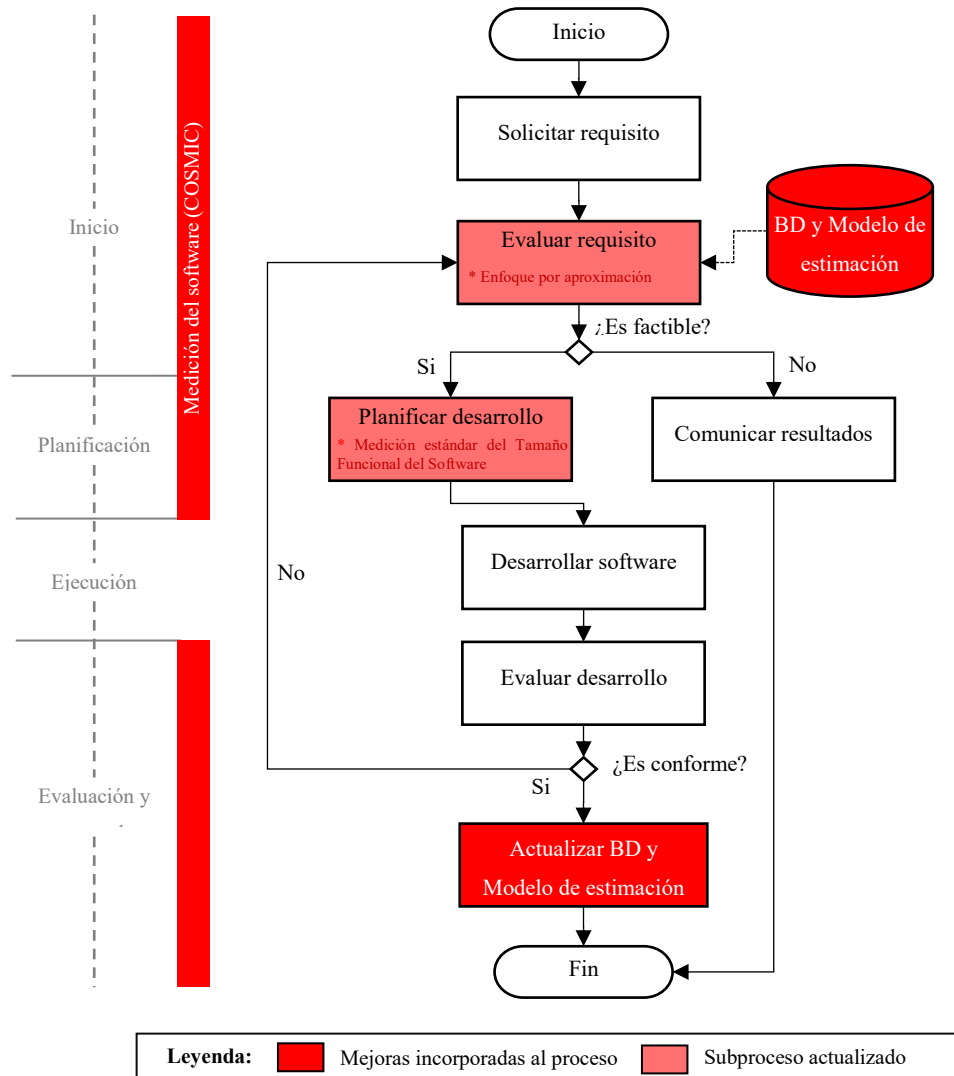 Inicio
Solicitar requisito
Medición del software (COSMIC)
Inicio
Evaluar requisito
* Enfoque por aproximación
BD y Modelo de
estimación
¿Es factible?
Si
No
Planificación
Planificar desarrollo
* Medición estándar del Tamaño
Funcional del Software
Comunicar resultados
Ejecución
No
Desarrollar software
Evaluar desarrollo
¿Es conforme?
Si
Evaluación y
Actualizar BD y
Modelo de estimación
Fin
Leyenda:
Mejoras incorporadas al proceso
Subproceso actualizado